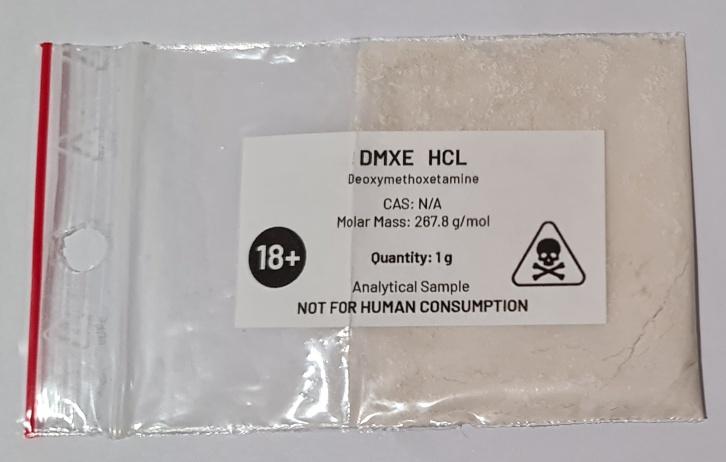 DMXE HCL
Deoxymethoxetamine
CAS: N/A
Molar Mass: 267.8 g/mol
18+
Quantity: 1 g
Analytical Sample
NOT FOR HUMAN CONSUMPTION